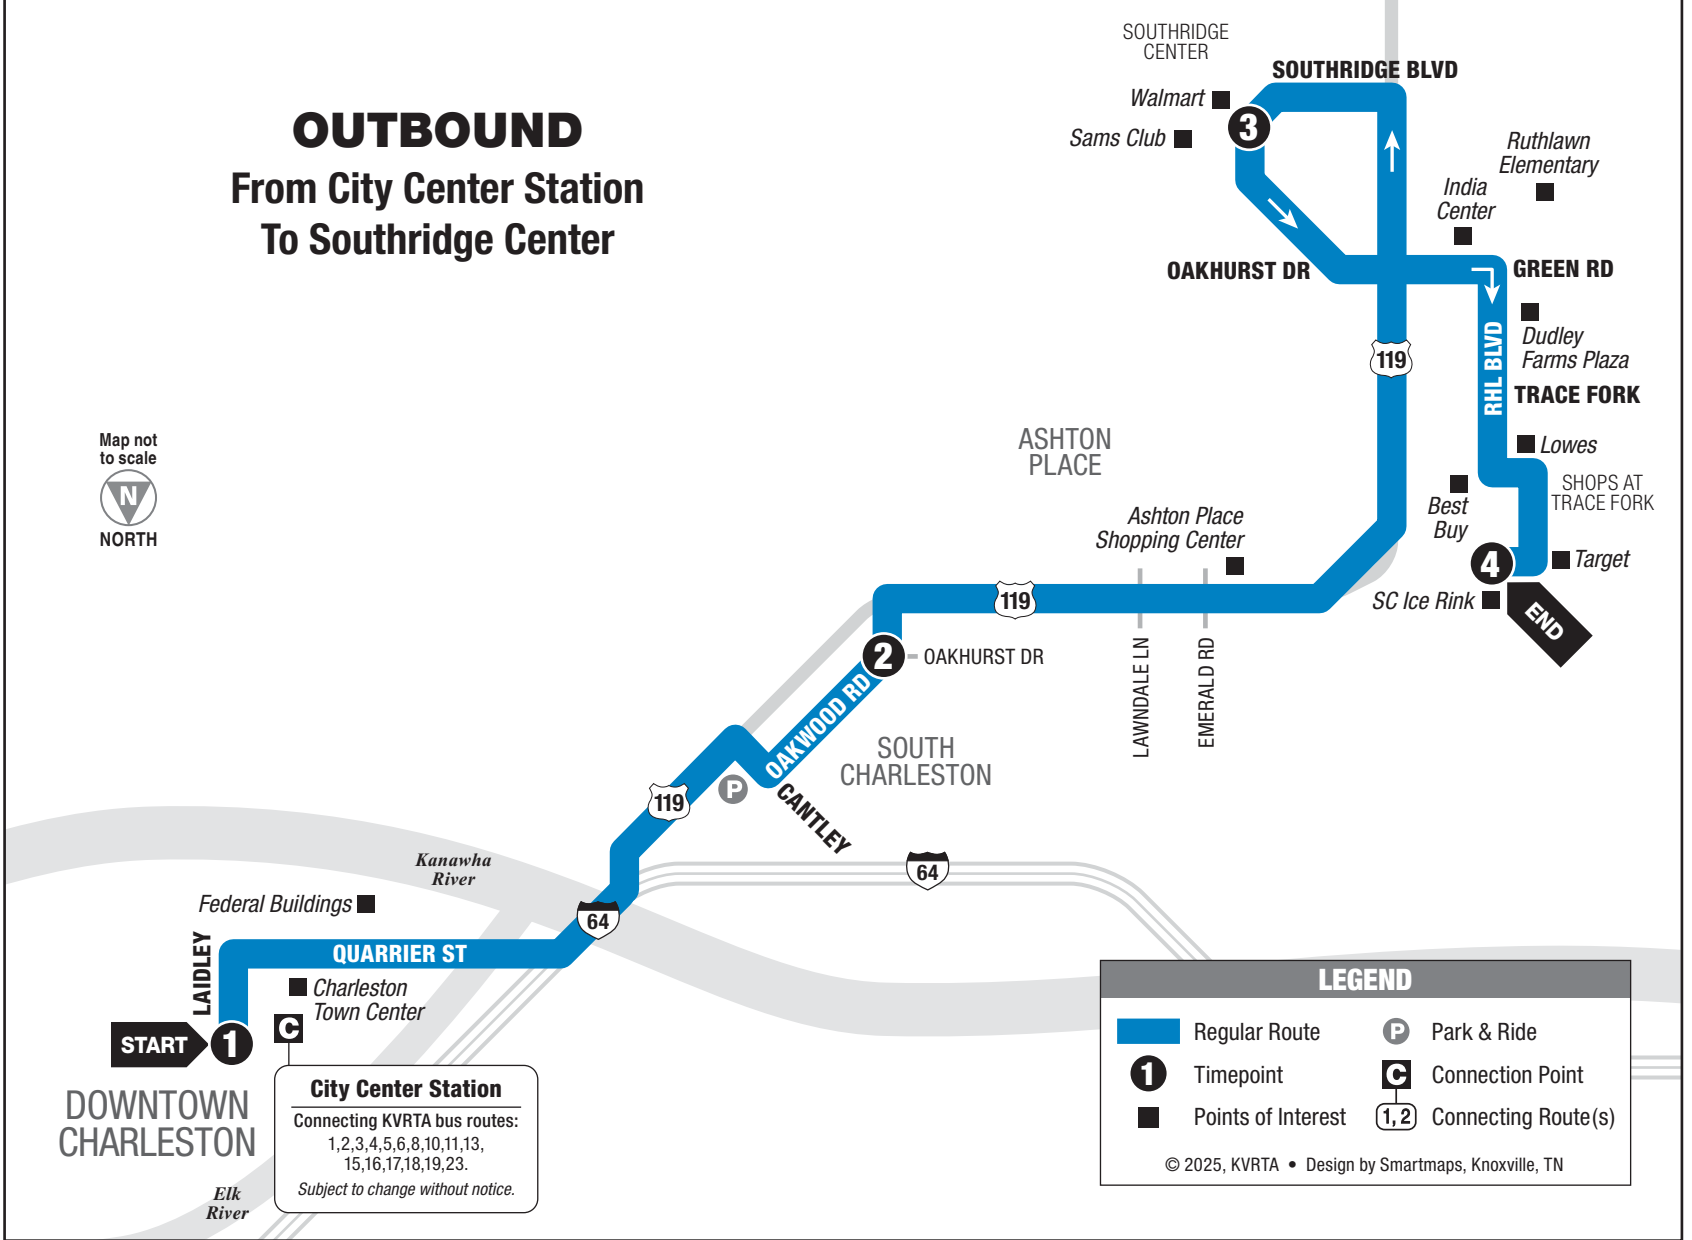 OUTBOUND
From City Center Station
To Southridge Center
SOUTHRIDGE
CENTER
SOUTHRIDGE BLVD
Walmart
3
Sams Club
Ruthlawn
Elementary
India
Center
OAKHURST DR
GREEN RD
Dudley
Farms Plaza
RHL BLVD
119
TRACE FORK
Map not
to scale
N
NORTH
ASHTON
PLACE
Lowes
SHOPS AT
TRACE FORK
Best
Buy
Ashton Place
Shopping Center
4
Target
SC Ice Rink
END
119
2
OAKHURST DR
LAWNDALE LN
EMERALD RD
OAKWOOD RD
SOUTH
CHARLESTON
119
P
CANTLEY
Kanawha
River
64
64
Federal Buildings
LAIDLEY
QUARRIER ST
Charleston
Town Center
START
1
C
City Center Station
Connecting KVRTA bus routes:
1,2,3,4,5,6,8,10,11,13,
15,16,17,18,19,23.
Subject to change without notice.
DOWNTOWN
CHARLESTON
Elk
River
LEGEND
Regular Route
P Park & Ride
1 Timepoint
C Connection Point
Points of Interest
1, 2 Connecting Route(s)
© 2025, KVRTA • Design by Smartmaps, Knoxville, TN